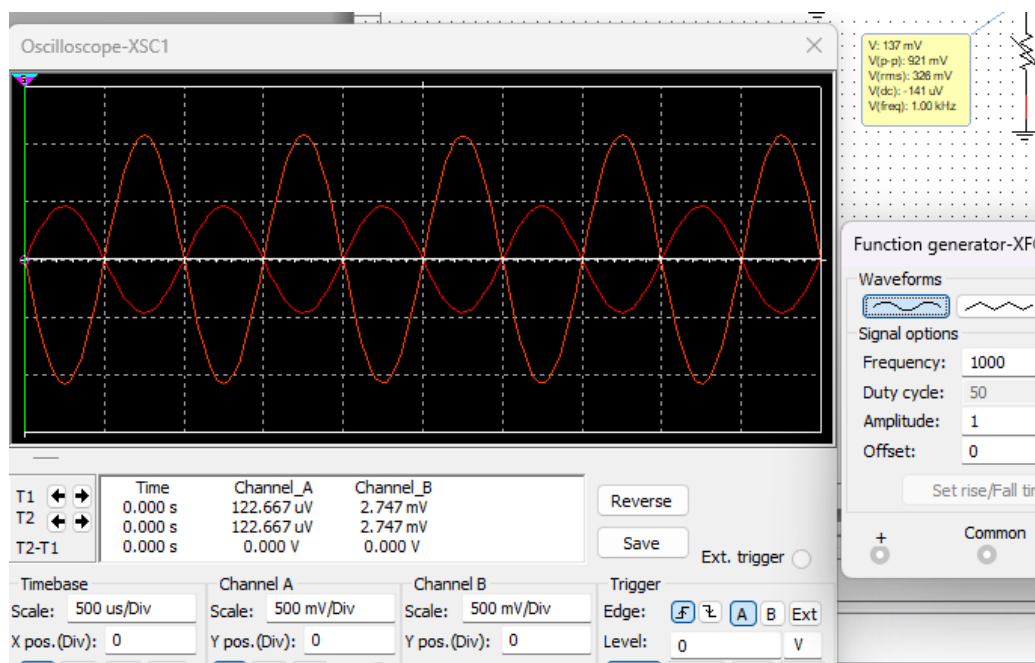 Oscilloscope-XSC1
V: 137 mV
V(p-p): 921 mV
V(rms): 326 mV
V(dc): -141 uV
V(freq): 1.00 kHz
Function generator-XF
Waveforms
Signal options
Frequency: 1000
Duty cycle: 50
Amplitude: 1
Offset: 0
Set rise/Fall ti
+ Common
Time Channel_A Channel_B
T1 0.000 s 122.667 uV 2.747 mV
T2 0.000 s 122.667 uV 2.747 mV
T2-T1 0.000 s 0.000 V 0.000 V
Reverse
Save
Ext. trigger
Timebase Channel A Channel B Trigger
Scale: 500 us/Div Scale: 500 mV/Div Scale: 500 mV/Div Edge: A B Ext
X pos.(Div): 0 Y pos.(Div): 0 Y pos.(Div): 0 Level: 0 V